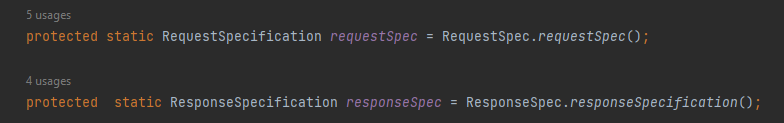 5 usages
protected static RequestSpecification requestSpec = RequestSpec.requestSpec();
4 usages
protected  static ResponseSpecification responseSpec = ResponseSpec.responseSpecification();